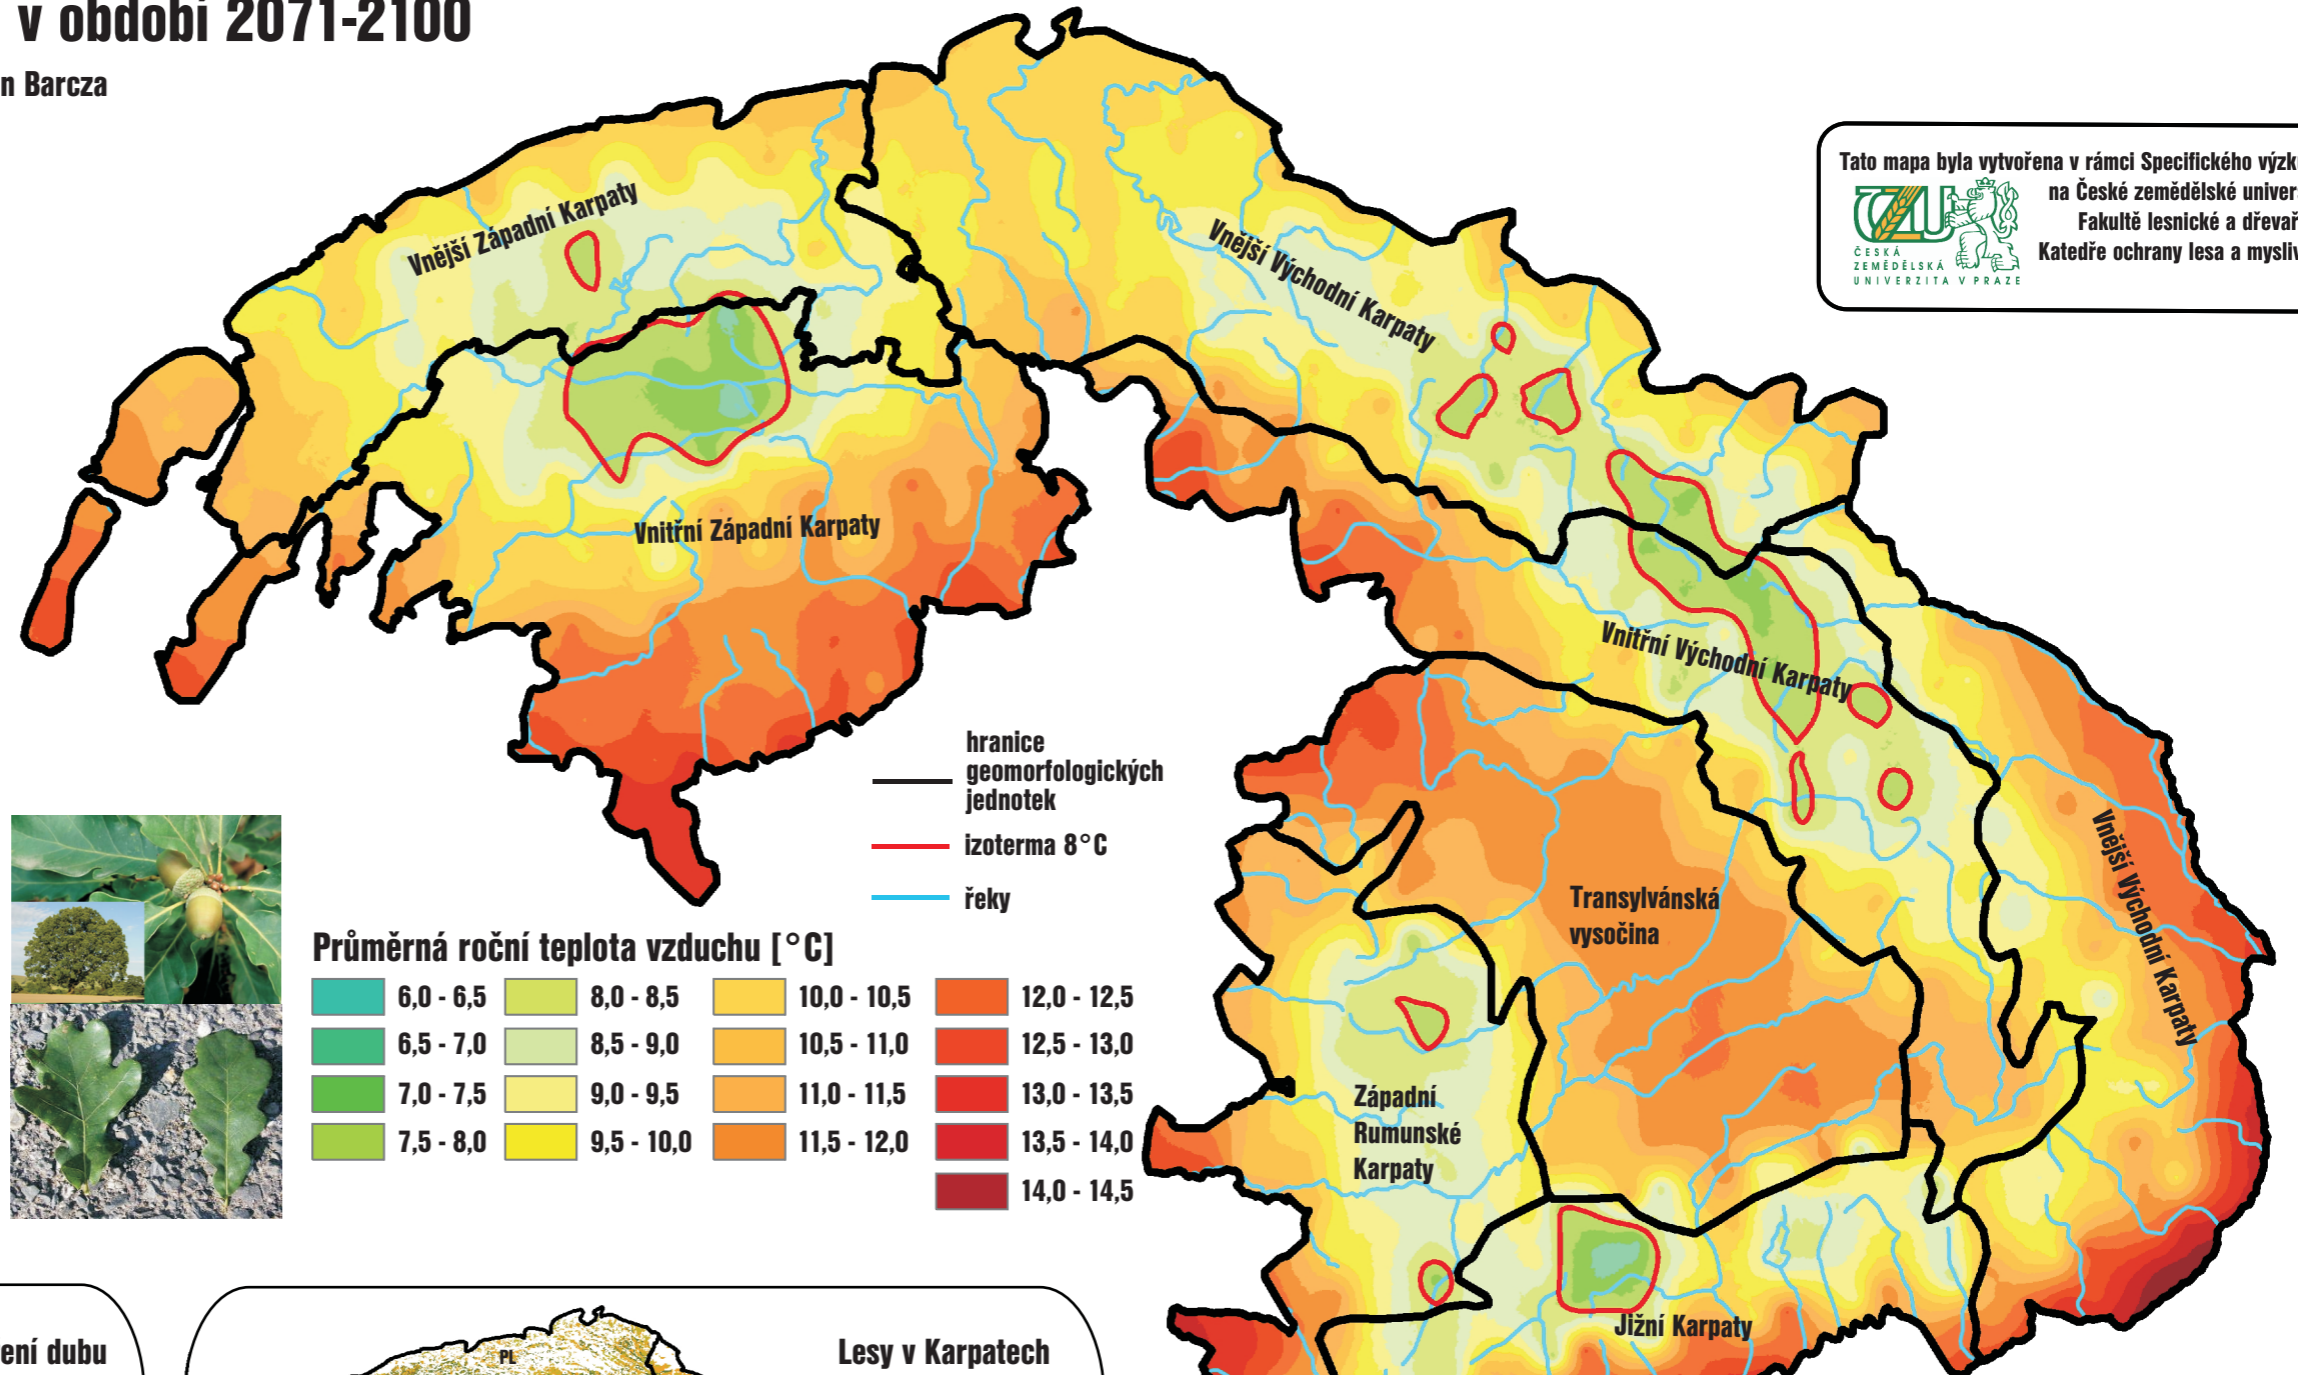 v období 2071-2100
n Barcza
Tato mapa byla vytvořena v rámci Specifického
na České zemědělské
Fakultě lesnické a
Katedře ochrany lesa a
ČESKÁ
ZEMĚDĚLSKÁ
UNIVERZITA V PRAZE
Vnější Západní Karpaty
Vnější Východní Karpaty
Vnitřní Západní Karpaty
Vnitřní Východní Karpaty
Vnější Východní Karpaty
Transylvánská
vysočina
Západní
Rumunské
Karpaty
Jižní Karpaty
hranice
geomorfologických
jednotek
izoterma 8°C
řeky
Průměrná roční teplota vzduchu [°C]
6,0 - 6,5
6,5 - 7,0
7,0 - 7,5
7,5 - 8,0
8,0 - 8,5
8,5 - 9,0
9,0 - 9,5
9,5 - 10,0
10,0 - 10,5
10,5 - 11,0
11,0 - 11,5
11,5 - 12,0
12,0 - 12,5
12,5 - 13,0
13,0 - 13,5
13,5 - 14,0
14,0 - 14,5
ení dubu
Lesy v Karpatech
PL